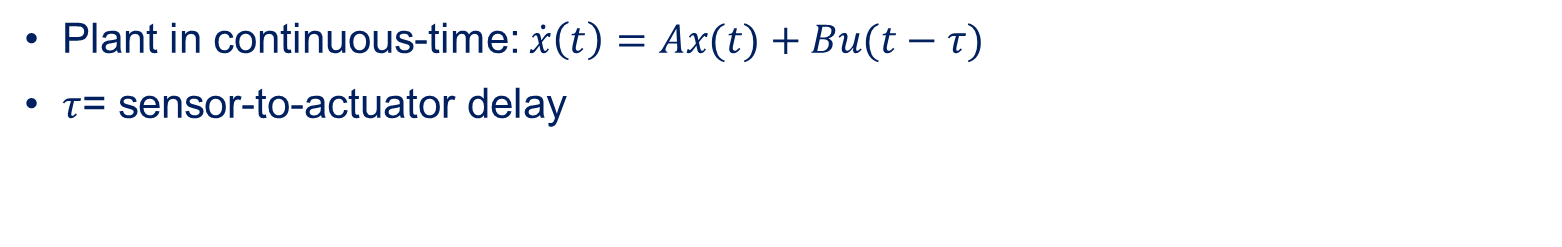 • Plant in continuous-time: ẋ(t) = Ax(t) + Bu(t − τ)
• τ= sensor-to-actuator delay